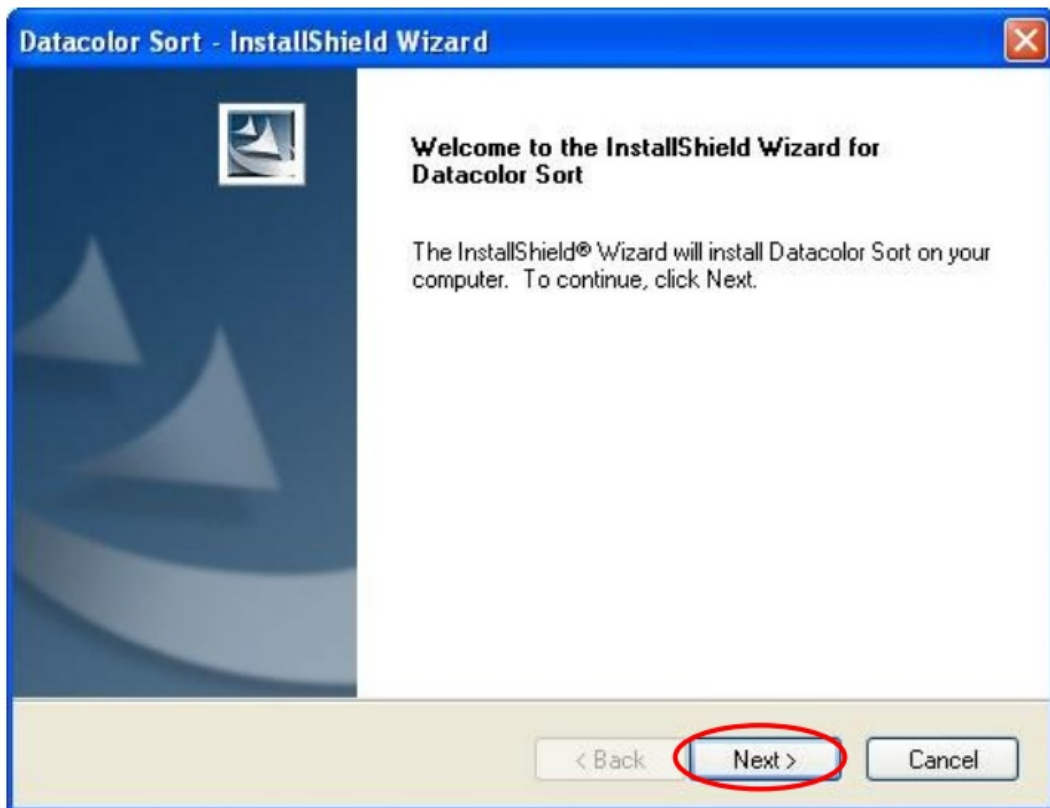 Datacolor Sort - InstallShield Wizard
Welcome to the InstallShield Wizard for
Datacolor Sort
The InstallShield® Wizard will install Datacolor Sort on your
computer. To continue, click Next.
< Back
Next >
Cancel